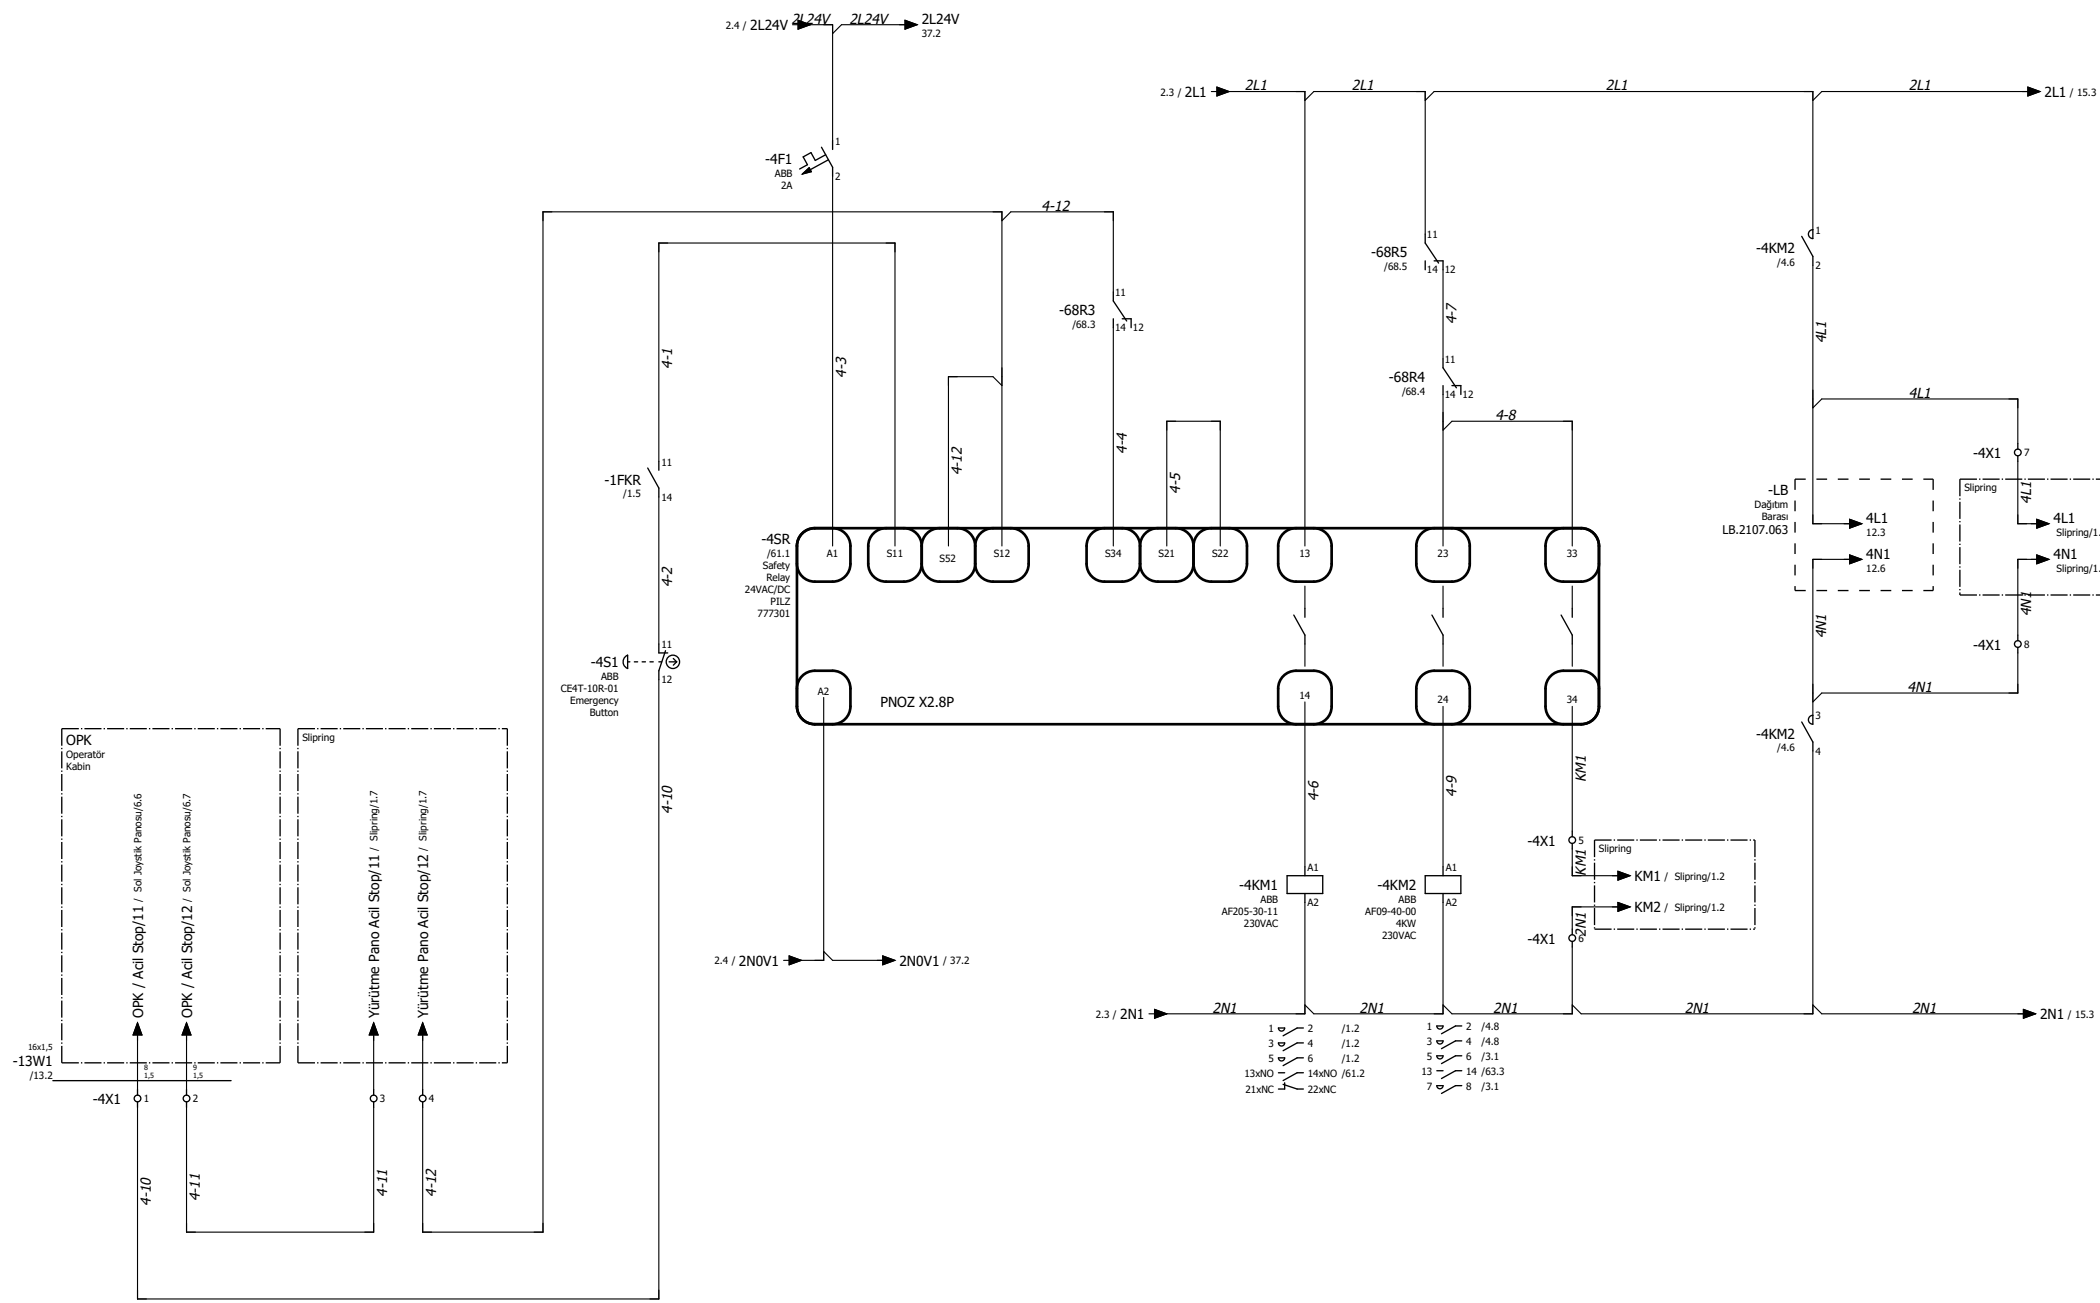 2.4 / 2L24V
2L24V
2L24V
2L24V
37.2
2.3 / 2L1
2L1
2L1
2L1
2L1
2L1 / 15.3
-4F1
ABB
2A
1
2
4-12
-68R3
/68.3
11
14
12
-68R5
/68.5
11
14
12
4-7
-68R4
/68.4
11
14
12
4-8
-4KM2
/4.6
1
2
4L1
4L1
-4X1
7
4-1
4-3
4-12
4-4
4-5
-1FKR
/1.5
11
14
4-2
-4S1
ABB
CE4T-10R-01
Emergency
Button
11
12
-4SR
/61.1
Safety
Relay
24VAC/DC
PILZ
777301
A1
S11
S52
S12
S34
S21
S22
13
23
33
A2
PNOZ X2.8P
14
24
34
-LB
Dağıtım
Barası
LB.2107.063
4L1
12.3
4N1
12.6
Slipring
4L1
4L1
Slipring/1.
4N1
Slipring/1.
4N1
4N1
-4X1
8
4N1
-4KM2
/4.6
3
4
OPK
Operatör
Kabin
OPK / Acil Stop/11 / Sol Joystik Panosu/6.6
OPK / Acil Stop/12 / Sol Joystik Panosu/6.7
Slipring
Yürütme Pano Acil Stop/11 / Slipring/1.7
Yürütme Pano Acil Stop/12 / Slipring/1.7
4-10
4-6
4-9
KM1
-4X1
5
KM1
Slipring
KM1 / Slipring/1.2
KM2 / Slipring/1.2
2N1
-4X1
6
-4KM1
ABB
AF205-30-11
230VAC
A1
A2
-4KM2
ABB
AF09-40-00
4KW
230VAC
A1
A2
2.4 / 2N0V1
2N0V1 / 37.2
2.3 / 2N1
2N1
2N1
2N1
2N1
2N1
2N1 / 15.3
1 2 /1.2
3 4 /1.2
5 6 /1.2
13xNO 14xNO /61.2
21xNC 22xNC
1 2 /4.8
3 4 /4.8
5 6 /3.1
13 14 /63.3
7 8 /3.1
16x1,5
-13W1
/13.2
8
1,5
9
1,5
-4X1
1
2
3
4
4-10
4-11
4-11
4-12